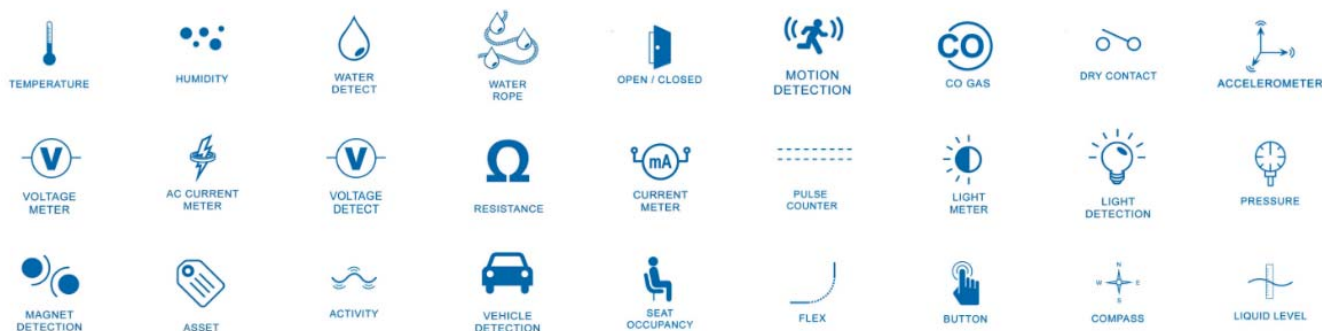 CO
TEMPERATURE
HUMIDITY
WATER
DETECT
WATER
ROPE
OPEN / CLOSED
MOTION
DETECTION
CO GAS
DRY CONTACT
ACCELEROMETER
V
VOLTAGE
METER
AC CURRENT
METER
V
VOLTAGE
DETECT
Ω
RESISTANCE
mA
CURRENT
METER
PULSE
COUNTER
LIGHT
METER
LIGHT
DETECTION
PRESSURE
MAGNET
DETECTION
ASSET
ACTIVITY
VEHICLE
DETECTION
SEAT
OCCUPANCY
FLEX
BUTTON
N
W E
S
COMPASS
LIQUID LEVEL